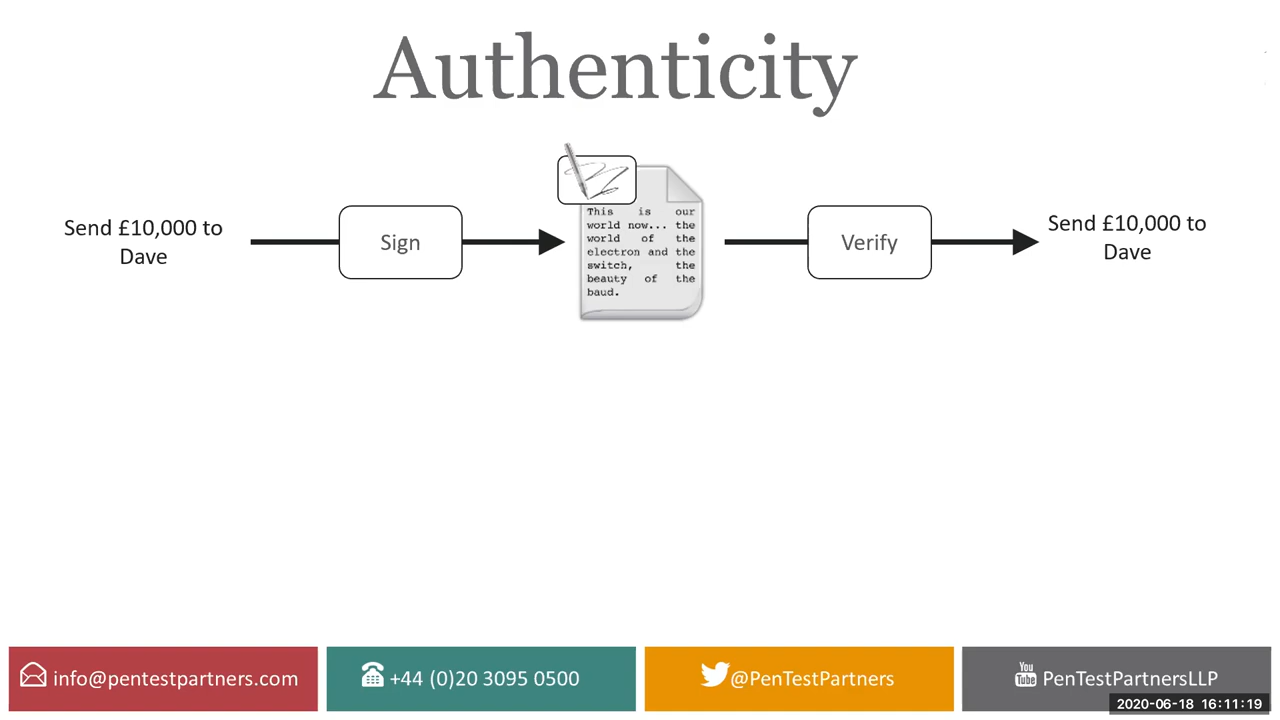 Authenticity
Send £10,000 to
Dave
Sign
This is our
world now... the
world of the
electron and the
switch, the
beauty of the
baud.
Verify
Send £10,000 to
Dave
info@pentestpartners.com
+44 (0)20 3095 0500
@PenTestPartners
You
Tube
PenTestPartnersLLP
2020-06-18 16:11:19